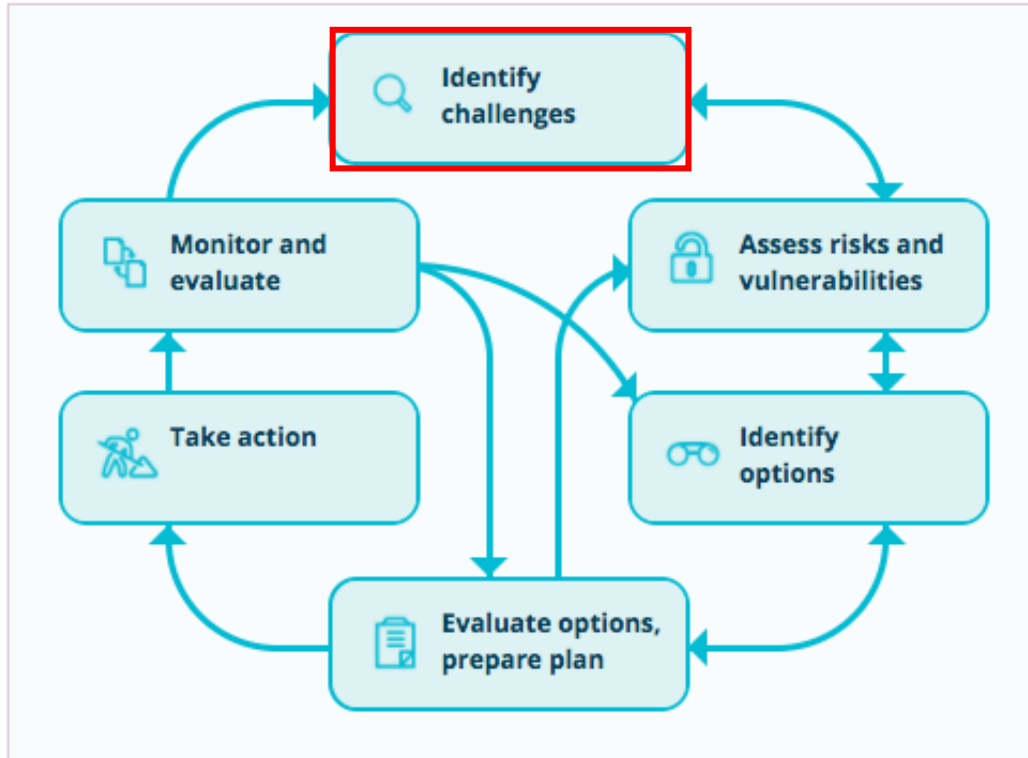 Identify
challenges
Monitor and
evaluate
Assess risks and
vulnerabilities
Take action
Identify
options
Evaluate options,
prepare plan